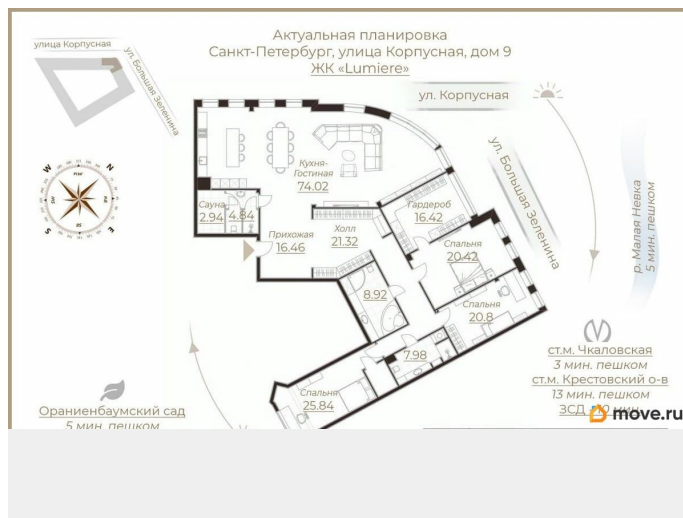 Актуальная планировка
Санкт-Петербург, улица Корпусная, дом 9
ЖК «Lumiere»
улица Корпусная
ул. Большая Зеленина
ул. Корпусная
ул. Большая Зеленина
р. Малая Невка
5 мин. пешком
W
N
S
E
Кухня-
Гостиная
74.02
Сауна
2.94
4.84
Прихожая
16.46
Холл
21.32
Гардероб
16.42
Спальня
20.42
Спальня
20.8
8.92
7.98
Спальня
25.84
ст.м. Чкаловская
3 мин. пешком
ст.м. Крестовский о-в
13 мин. пешком
ЗСД
move.ru
Ораниенбаумский сад
5 мин. пешком